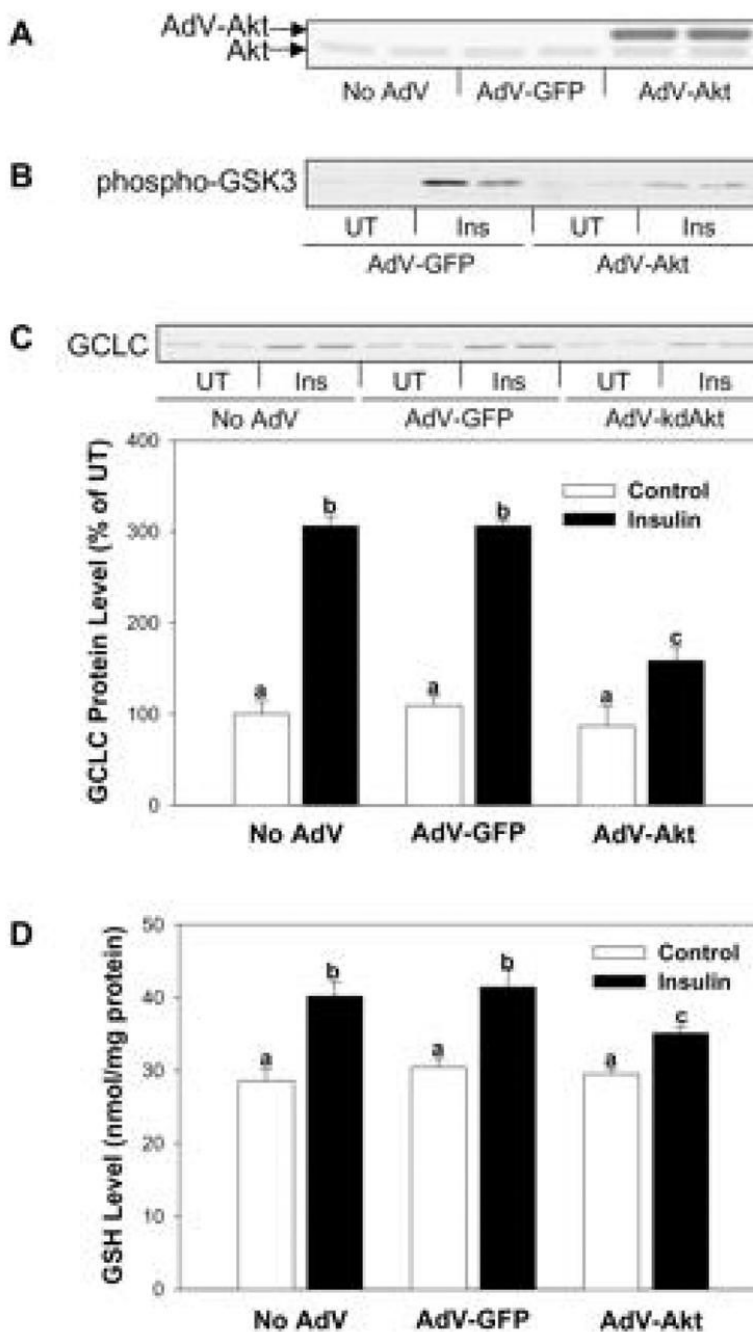 A
AdV-Akt
Akt
No AdV AdV-GFP AdV-Akt
B
phospho-GSK3
UT Ins UT Ins
AdV-GFP AdV-Akt
C
GCLC
UT Ins UT Ins UT Ins
No AdV AdV-GFP AdV-kdAkt
GCLC Protein Level (% of UT)
400
300
200
100
0
Control
Insulin
a b a b a c
No AdV AdV-GFP AdV-Akt
D
GSH Level (nmol/mg protein)
50
40
30
20
10
0
Control
Insulin
a b a b a c
No AdV AdV-GFP AdV-Akt